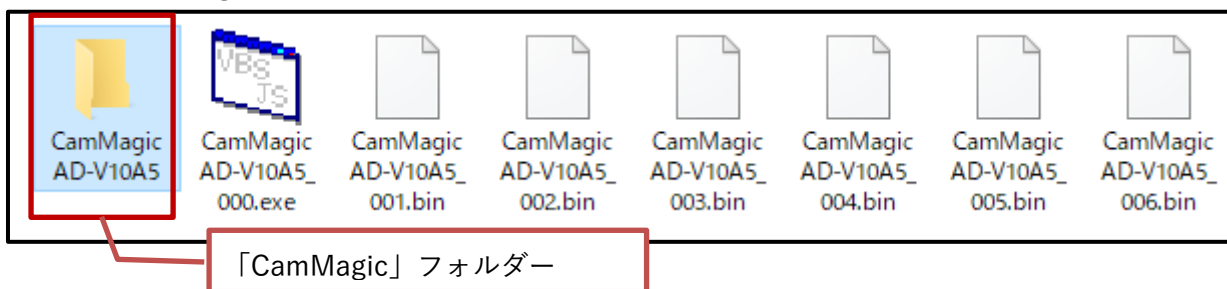 VBS
JS
CamMagic
AD-V10A5
CamMagic
AD-V10A5_
000.exe
CamMagic
AD-V10A5_
001.bin
CamMagic
AD-V10A5_
002.bin
CamMagic
AD-V10A5_
003.bin
CamMagic
AD-V10A5_
004.bin
CamMagic
AD-V10A5_
005.bin
CamMagic
AD-V10A5_
006.bin
「CamMagic」フォルダー